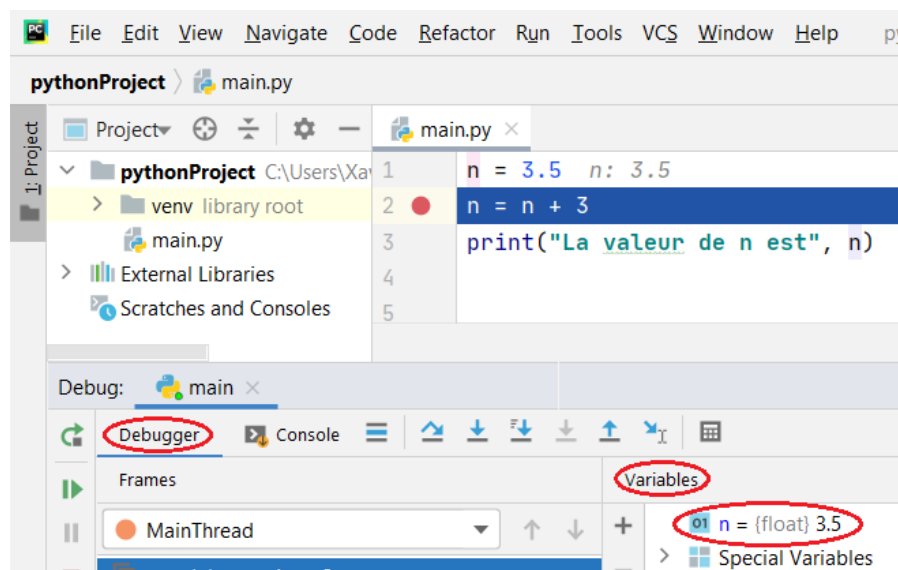 PC File Edit View Navigate Code Refactor Run Tools VCS Window Help
pythonProject main.py
1: Project
Project main.py
pythonProject C:\Users\Xa
venv library root
main.py
External Libraries
Scratches and Consoles
1 n = 3.5 n: 3.5
2 n = n + 3
3 print("La valeur de n est", n)
4
5
Debug: main
Debugger Console
Frames Variables
MainThread
01 n = {float} 3.5
Special Variables